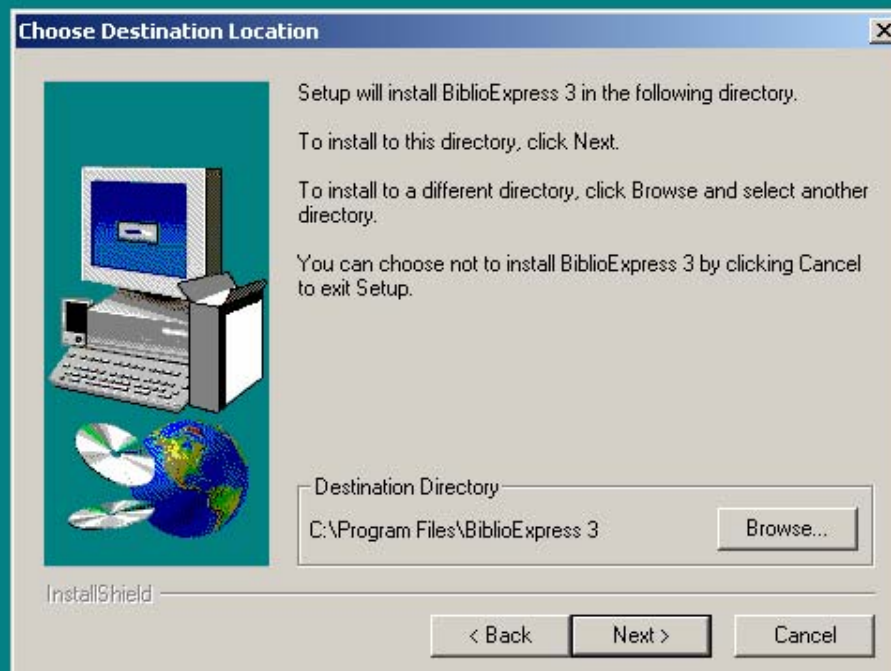 Choose Destination Location
Setup will install BiblioExpress 3 in the following directory.
To install to this directory, click Next.
To install to a different directory, click Browse and select another
directory.
You can choose not to install BiblioExpress 3 by clicking Cancel
to exit Setup.
Destination Directory
C:\Program Files\BiblioExpress 3
Browse...
InstallShield
< Back
Next >
Cancel